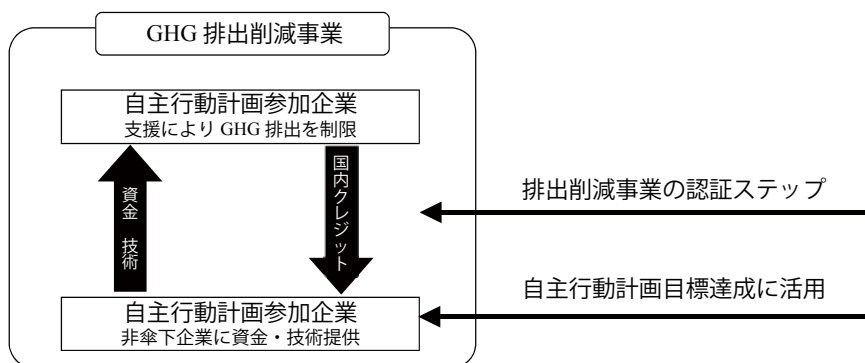 GHG 排出削減事業
自主行動計画参加企業
支援により GHG 排出を制限
資金 技術
国内クレジット
排出削減事業の認証ステップ
自主行動計画目標達成に活用
自主行動計画参加企業
非傘下企業に資金・技術提供